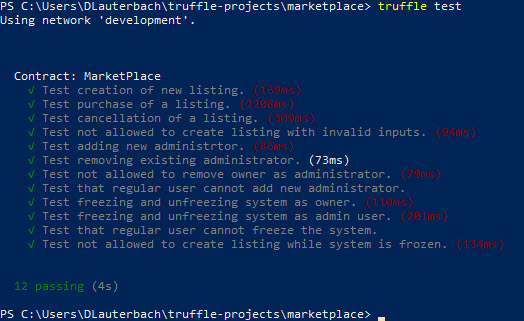 PS C:\Users\DLauterbach\truffle-projects\marketplace> truffle test
Using network 'development'.
Contract: MarketPlace
√ Test creation of new listing. (169ms)
√ Test purchase of a listing. (2208ms)
√ Test cancellation of a listing. (309ms)
√ Test not allowed to create listing with invalid inputs. (94ms)
√ Test adding new administrtor. (86ms)
√ Test removing existing administrator. (73ms)
√ Test not allowed to remove owner as administrator. (79ms)
√ Test that regular user cannot add new administrator.
√ Test freezing and unfreezing system as owner. (110ms)
√ Test freezing and unfreezing system as admin user. (201ms)
√ Test that regular user cannot freeze the system.
√ Test not allowed to create listing while system is frozen. (134ms)
12 passing (4s)
PS C:\Users\DLauterbach\truffle-projects\marketplace>